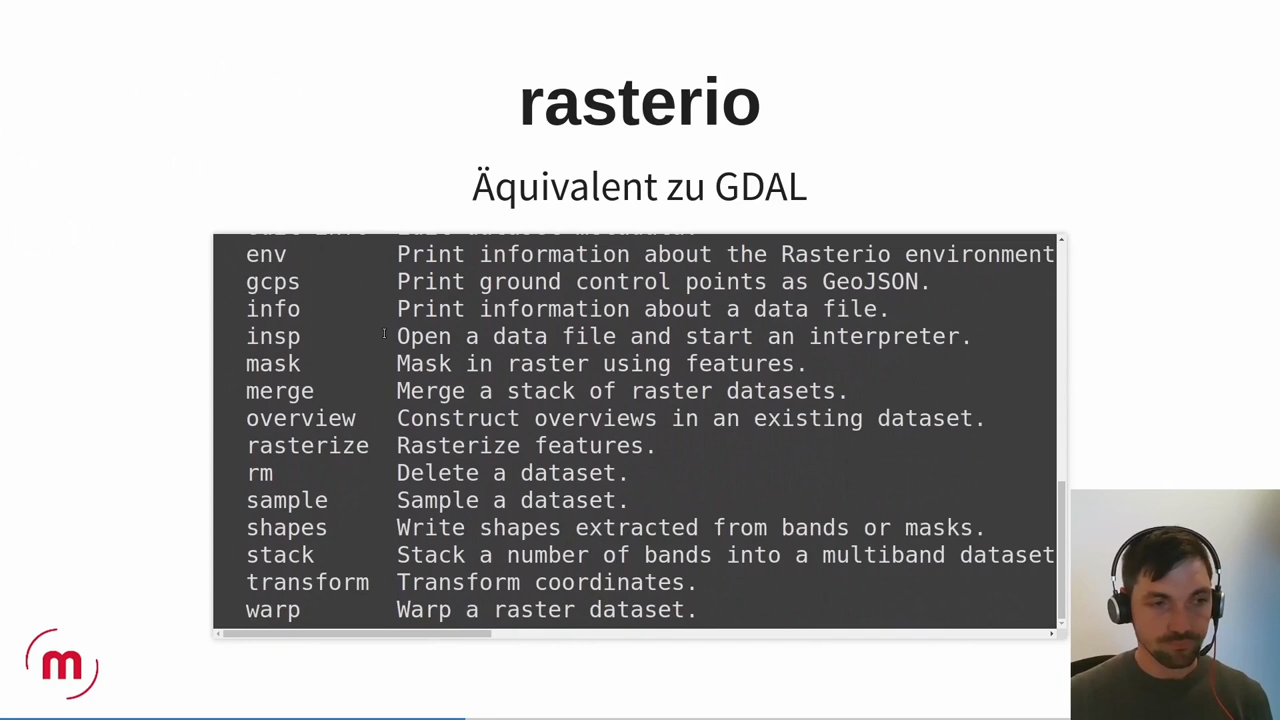 rasterio
Äquivalent zu GDAL
env Print information about the Rasterio environment
gcps Print ground control points as GeoJSON.
info Print information about a data file.
insp Open a data file and start an interpreter.
mask Mask in raster using features.
merge Merge a stack of raster datasets.
overview Construct overviews in an existing dataset.
rasterize Rasterize features.
rm Delete a dataset.
sample Sample a dataset.
shapes Write shapes extracted from bands or masks.
stack Stack a number of bands into a multiband dataset
transform Transform coordinates.
warp Warp a raster dataset.
m